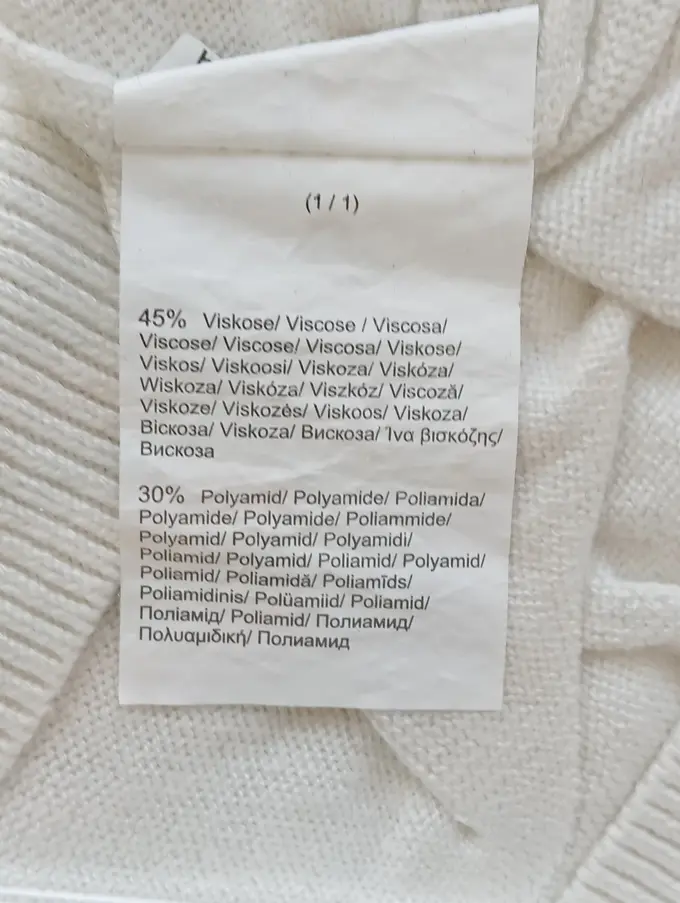 (1 / 1)
45% Viskose/ Viscose / Viscosa/
Viscose/ Viscose/ Viscosa/ Viskose/
Viskos/ Viskoosi/ Viskoza/ Viskóza/
Wiskoza/ Viskóza/ Viszkóz/ Viscoză/
Viskoze/ Viskozės/ Viskoos/ Viskoza/
Віскоза/ Viskoza/ Вискоза/ Ίνα βισκόζης/
Вискоза
30% Polyamid/ Polyamide/ Poliamida/
Polyamide/ Polyamide/ Poliammide/
Polyamid/ Polyamid/ Polyamidi/
Poliamid/ Polyamid/ Poliamid/ Polyamid/
Poliamid/ Poliamidă/ Poliamīds/
Poliamidinis/ Polüamiid/ Poliamid/
Поліамід/ Poliamid/ Полиамид/
Πολυαμιδική/ Полиамид